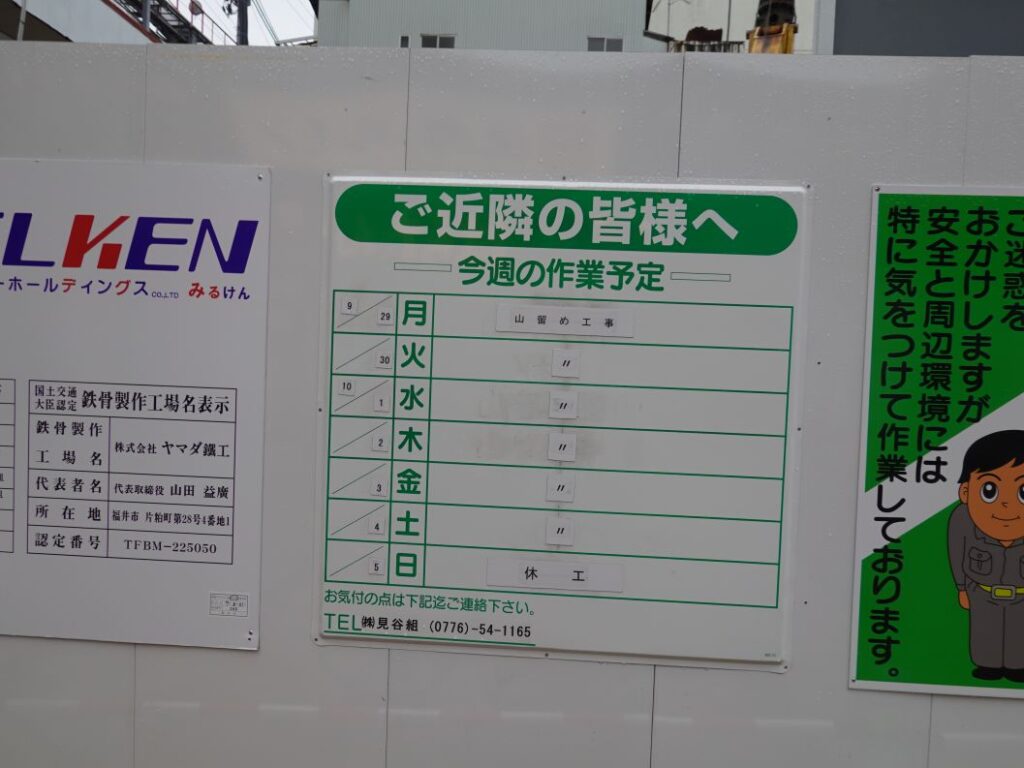 LKEN
ーホールディングス CO.,LTD みるけん
国土交通大臣認定 鉄骨製作工場名表示
鉄骨製作工場名 株式会社 ヤマダ鐵工
代表者名 代表取締役 山田 益廣
所在地 福井市 片粕町第28号4番地1
認定番号 TFBM-225050
ご近隣の皆様へ
今週の作業予定
9/29 月 山留め工事
30 火 〃
10/1 水 〃
2 木 〃
3 金 〃
4 土 〃
5 日 休工
お気付の点は下記迄ご連絡下さい。
TEL ㈱見谷組 (0776)-54-1165
ご迷惑を
おかけしますが
安全と周辺環境には
特に気をつけて作業しております。